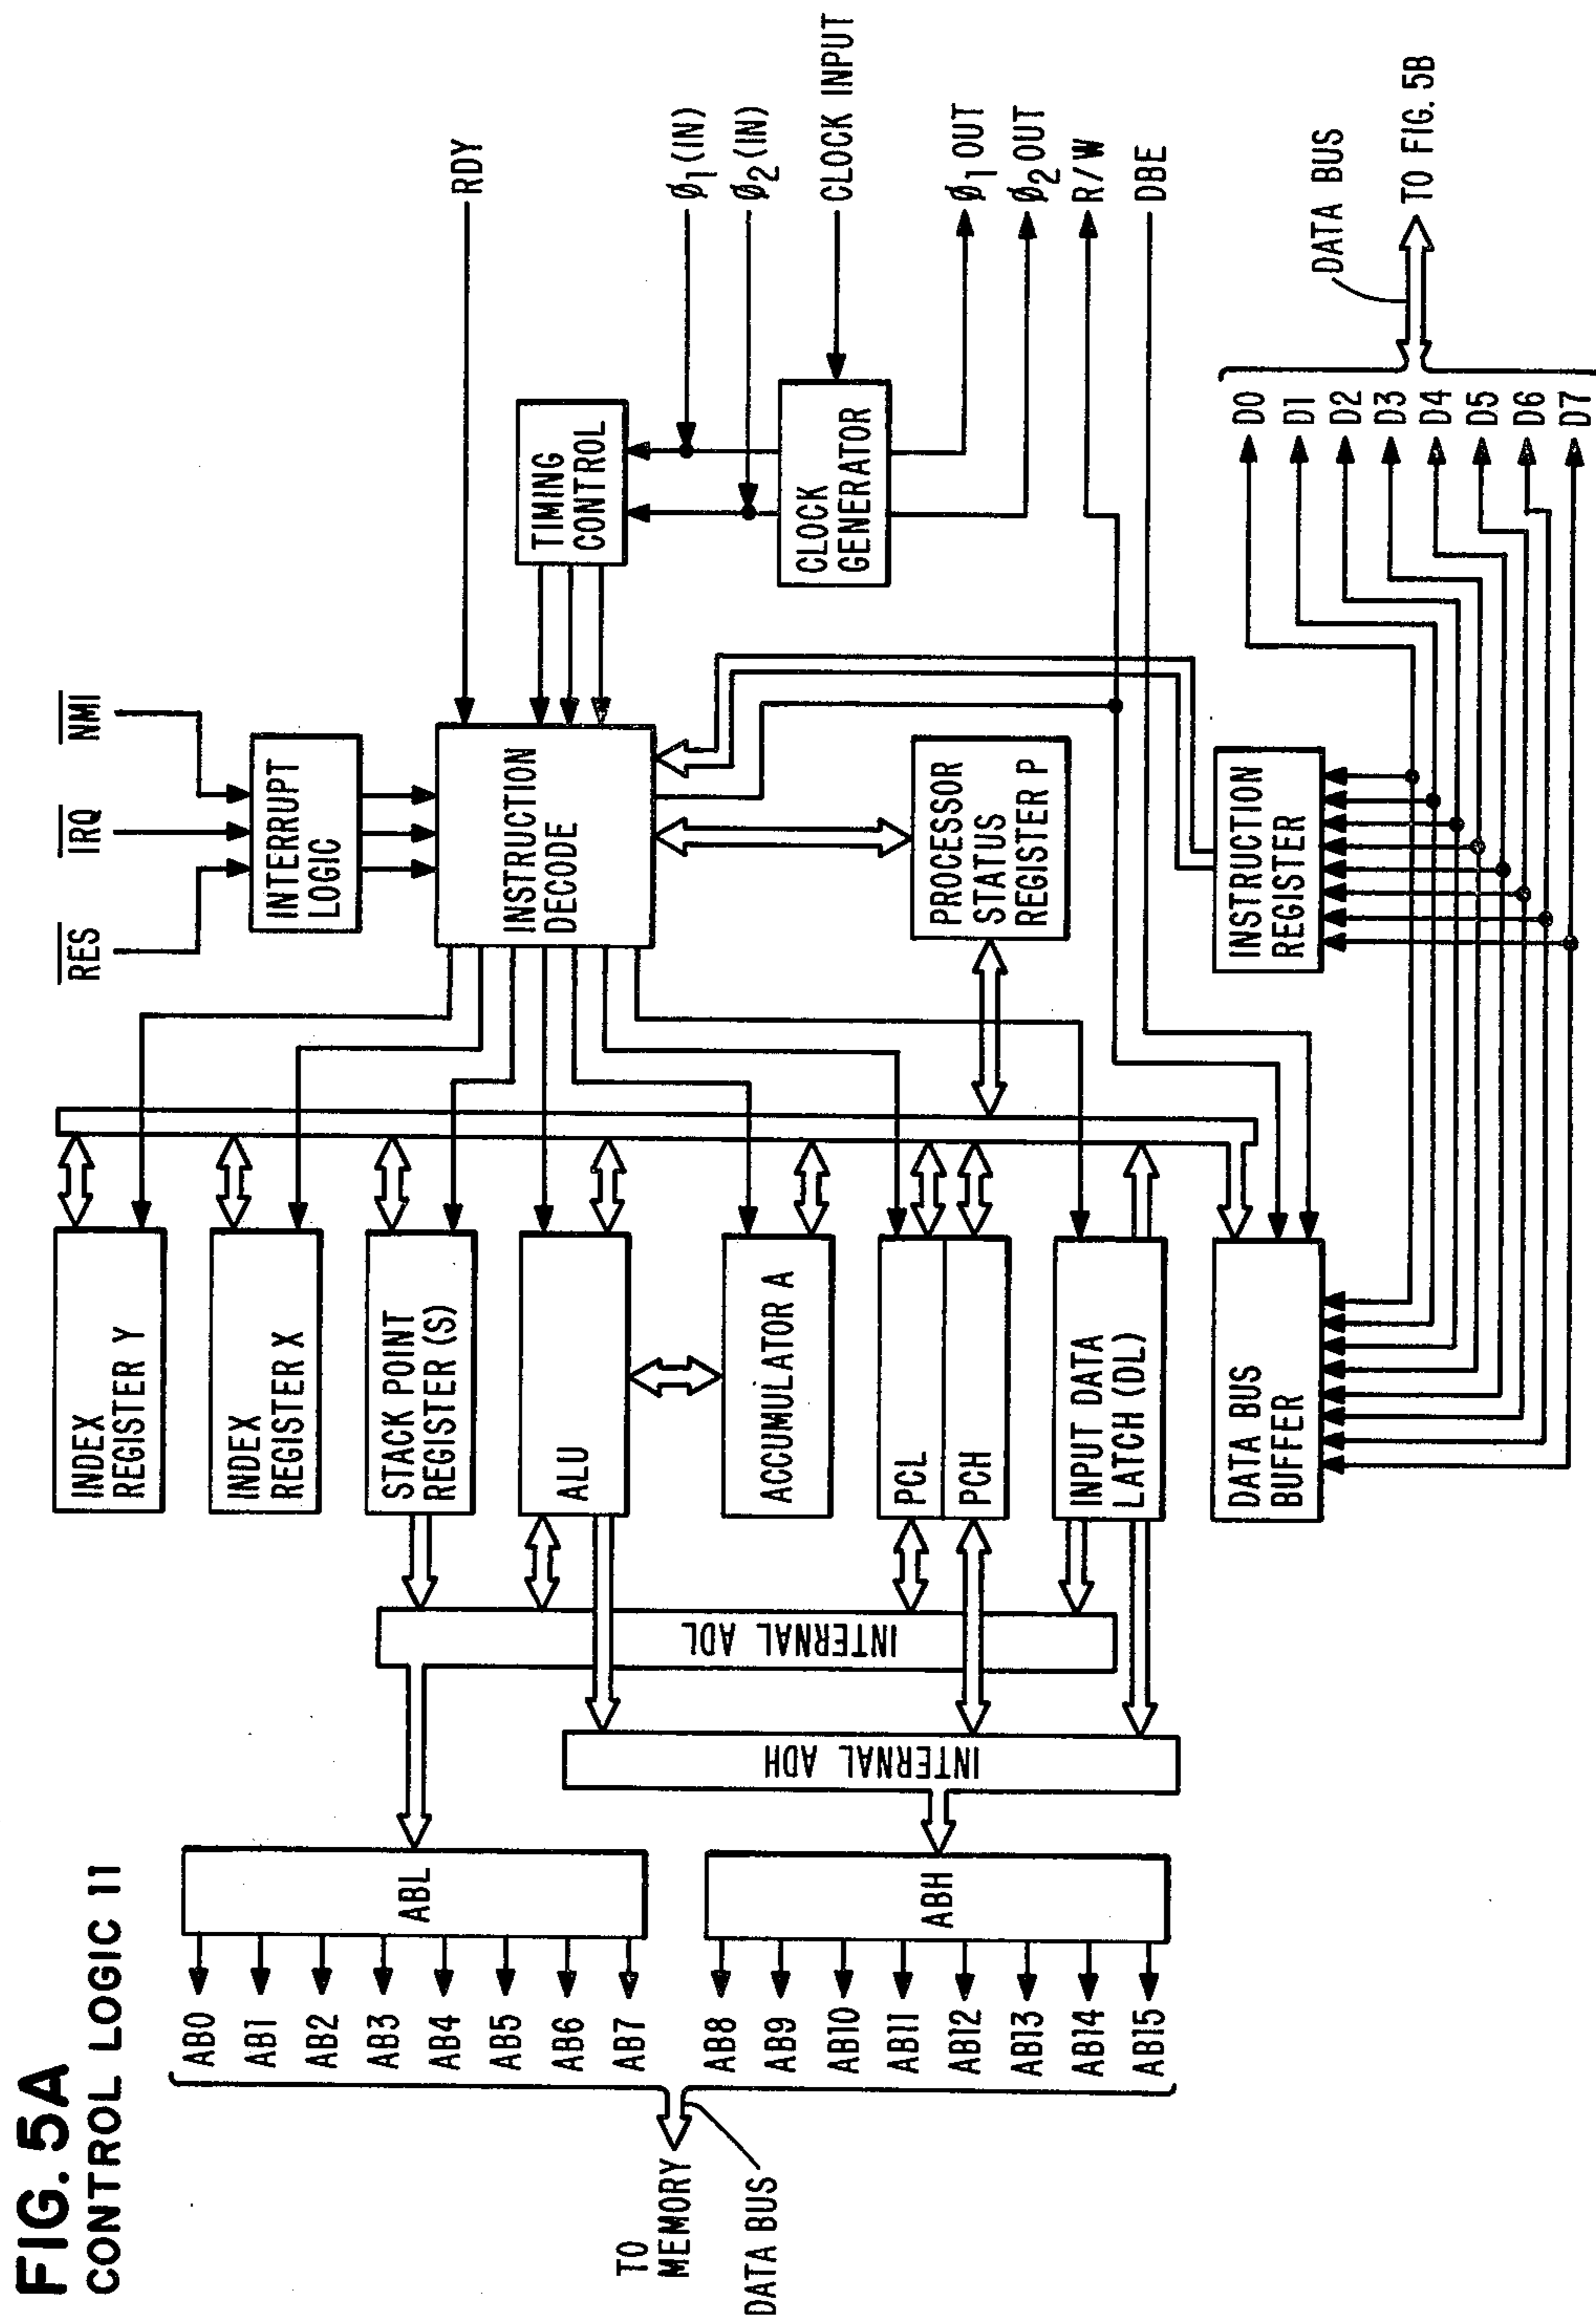 FIG. 5A
CONTROL LOGIC 11
TO
MEMORY
DATA BUS
AB0
AB1
AB2
AB3
AB4
AB5
AB6
AB7
AB8
AB9
AB10
AB11
AB12
AB13
AB14
AB15
ABL
ABH
INTERNAL ADH
INTERNAL ADL
INDEX
REGISTER Y
INDEX
REGISTER X
STACK POINT
REGISTER (S)
ALU
ACCUMULATOR A
PCL
PCH
INPUT DATA
LATCH (DL)
DATA BUS
BUFFER
RES
IRQ
NMI
INTERRUPT
LOGIC
INSTRUCTION
DECODE
PROCESSOR
STATUS
REGISTER P
INSTRUCTION
REGISTER
TIMING
CONTROL
CLOCK
GENERATOR
RDY
Ø1 (IN)
Ø2 (IN)
CLOCK INPUT
Ø1 OUT
Ø2 OUT
R/W
DBE
D0
D1
D2
D3
D4
D5
D6
D7
DATA BUS
TO FIG. 5B